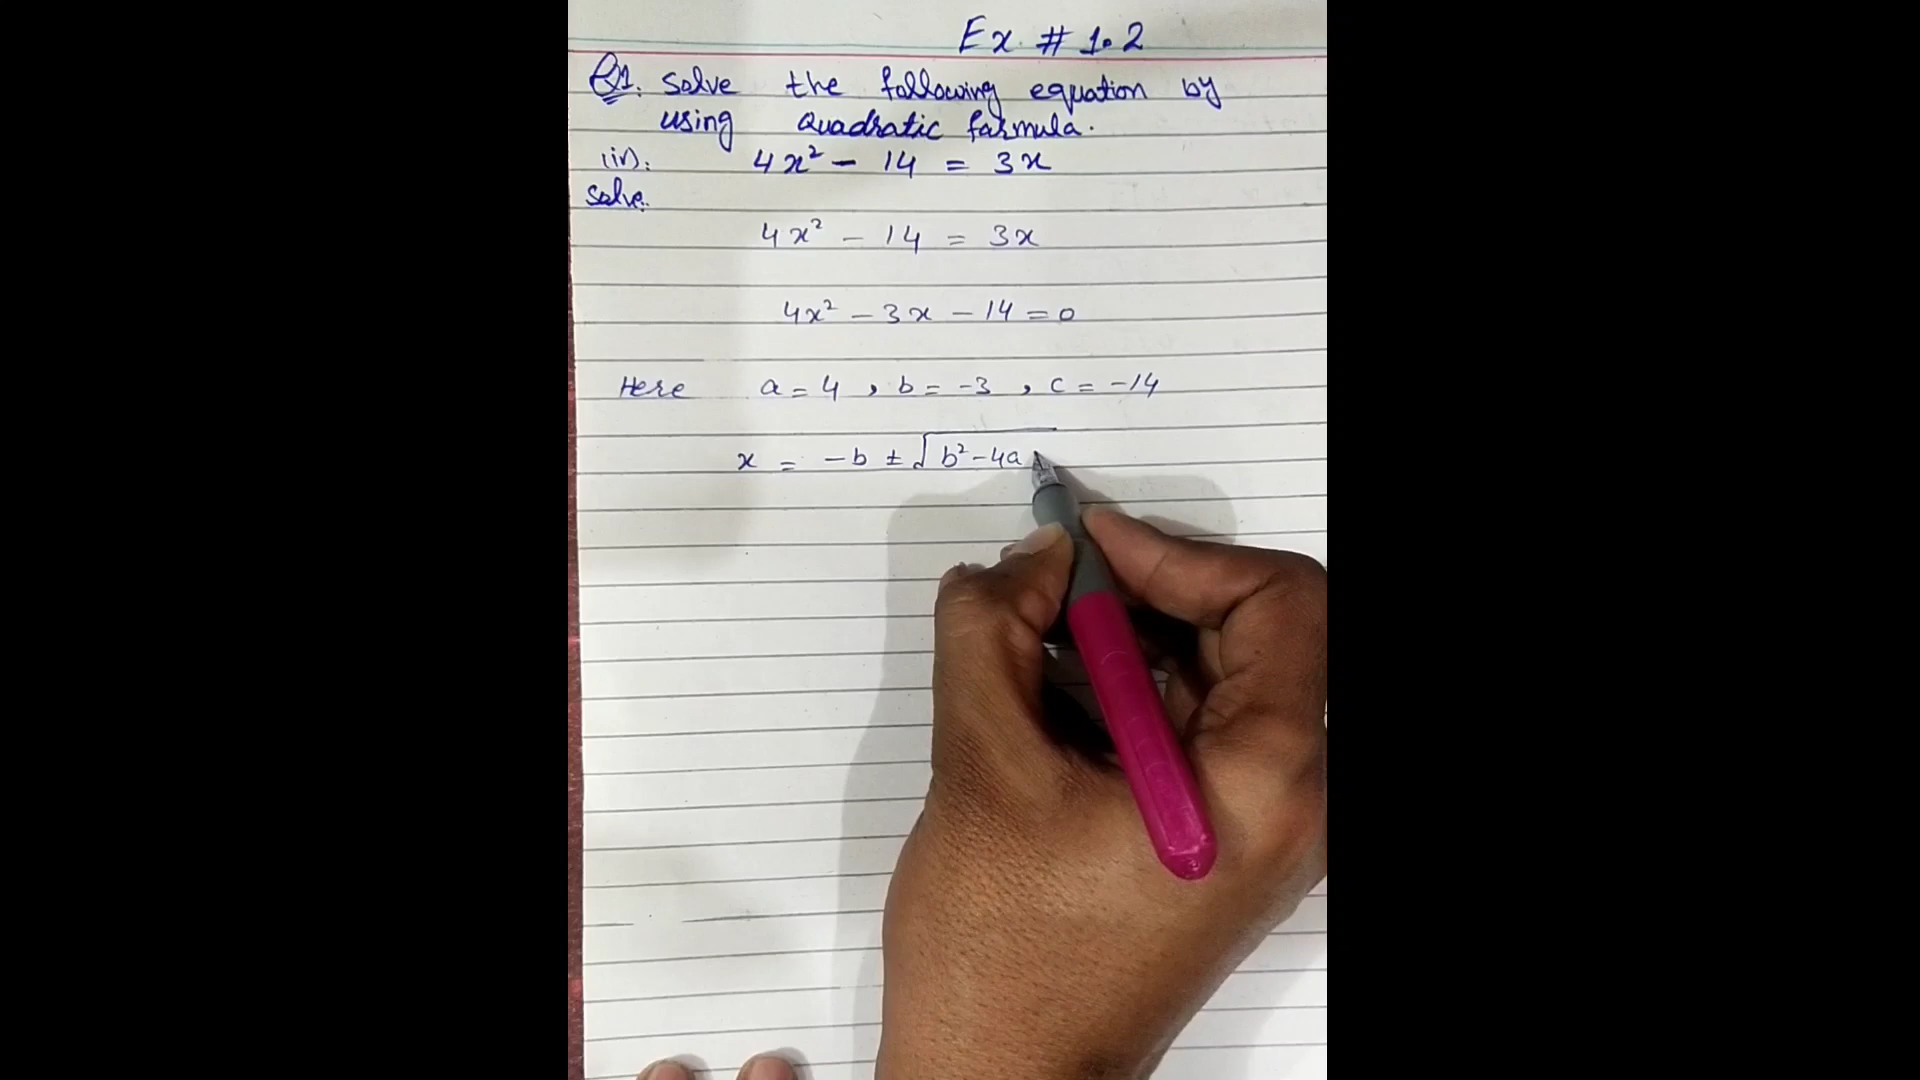 Ex. # 1.2
Q1. Solve the following equation by
using Quadratic formula.
(iv). 4x² - 14 = 3x
Solve.
4x² - 14 = 3x
4x² - 3x - 14 = 0
Here a = 4 , b = -3 , c = -14
x = -b ± √b² - 4a